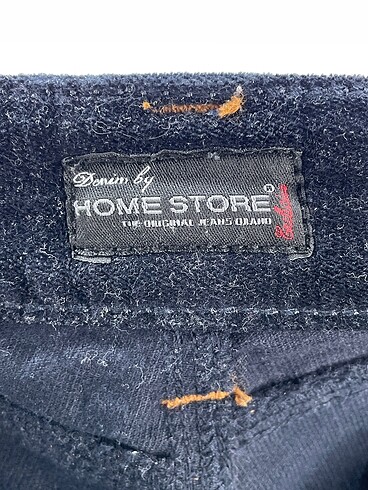 Denim by
HOME STORE®
THE ORIGINAL JEANS BRAND